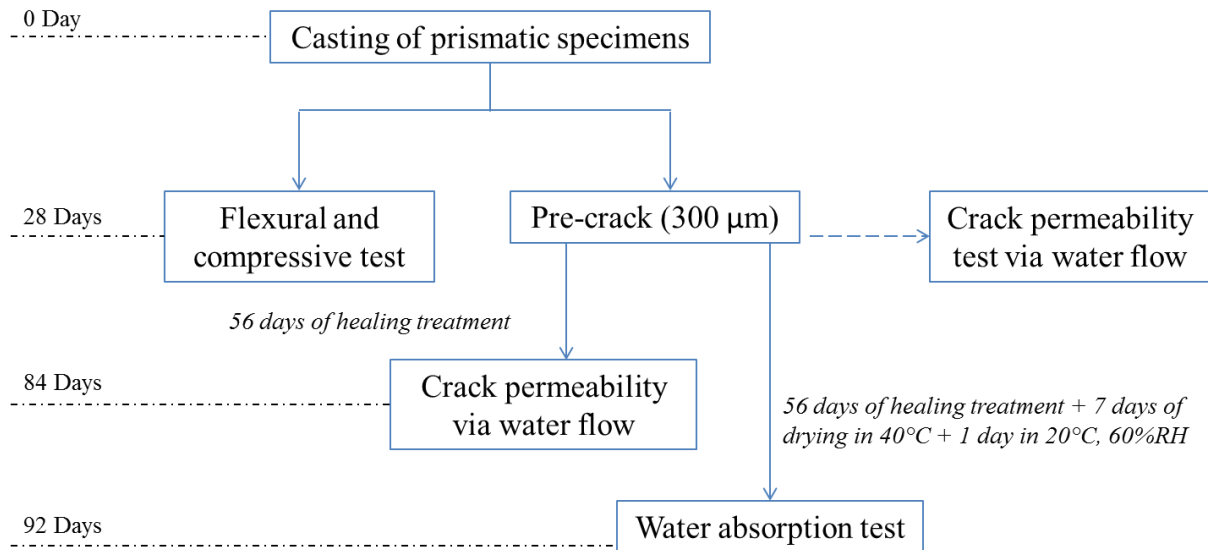 0 Day
Casting of prismatic specimens
28 Days
Flexural and
compressive test
Pre-crack (300 μm)
Crack permeability
test via water flow
56 days of healing treatment
84 Days
Crack permeability
via water flow
56 days of healing treatment + 7 days of
drying in 40°C + 1 day in 20°C, 60%RH
92 Days
Water absorption test